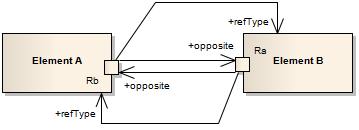 +refType
+opposite
Ra
Element A
Element B
Rb
+opposite
+refType